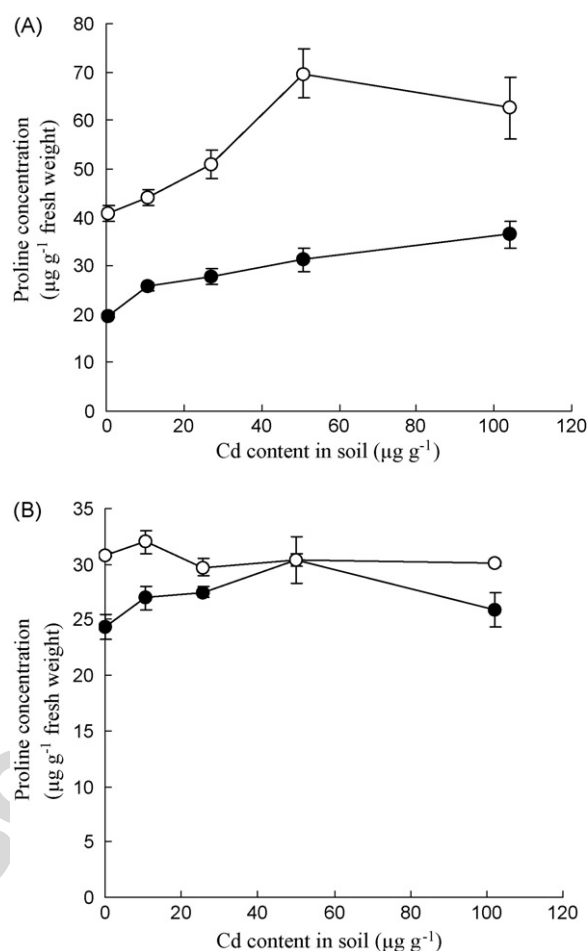 (A)
80
70
60
50
40
30
20
10
0
Proline concentration
(µg g⁻¹ fresh weight)
0 20 40 60 80 100 120
Cd content in soil (µg g⁻¹)
(B)
35
30
25
20
15
10
5
0
Proline concentration
(µg g⁻¹ fresh weight)
0 20 40 60 80 100 120
Cd content in soil (µg g⁻¹)